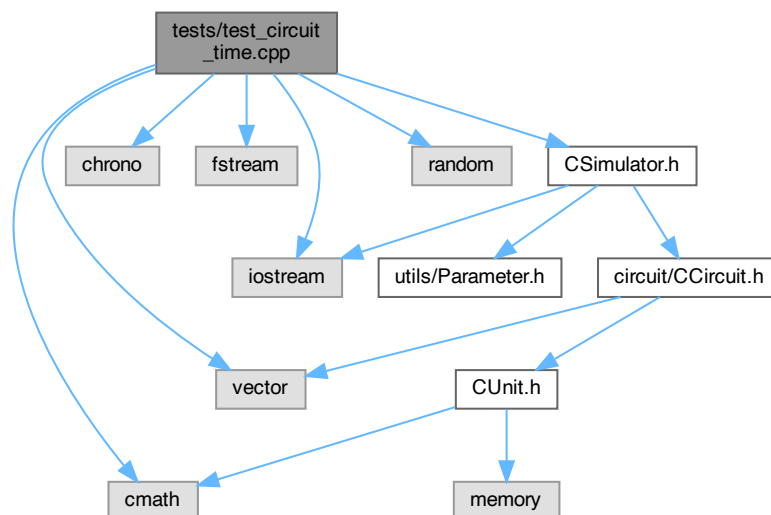 tests/test_circuit
_time.cpp
chrono
fstream
random
CSimulator.h
iostream
utils/Parameter.h
circuit/CCircuit.h
vector
CUnit.h
cmath
memory